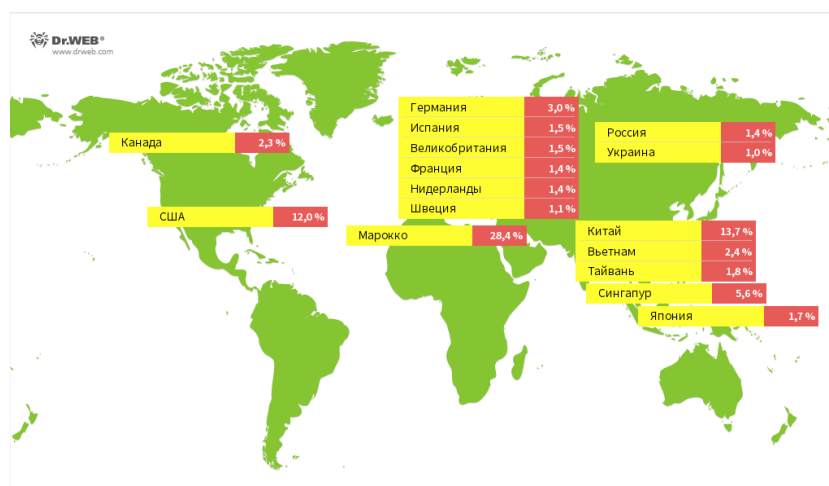 Dr.WEB®
www.drweb.com
Германия 3,0 %
Испания 1,5 %
Великобритания 1,5 %
Франция 1,4 %
Нидерланды 1,4 %
Швеция 1,1 %
Россия 1,4 %
Украина 1,0 %
Канада 2,3 %
США 12,0 %
Марокко 28,4 %
Китай 13,7 %
Вьетнам 2,4 %
Тайвань 1,8 %
Сингапур 5,6 %
Япония 1,7 %